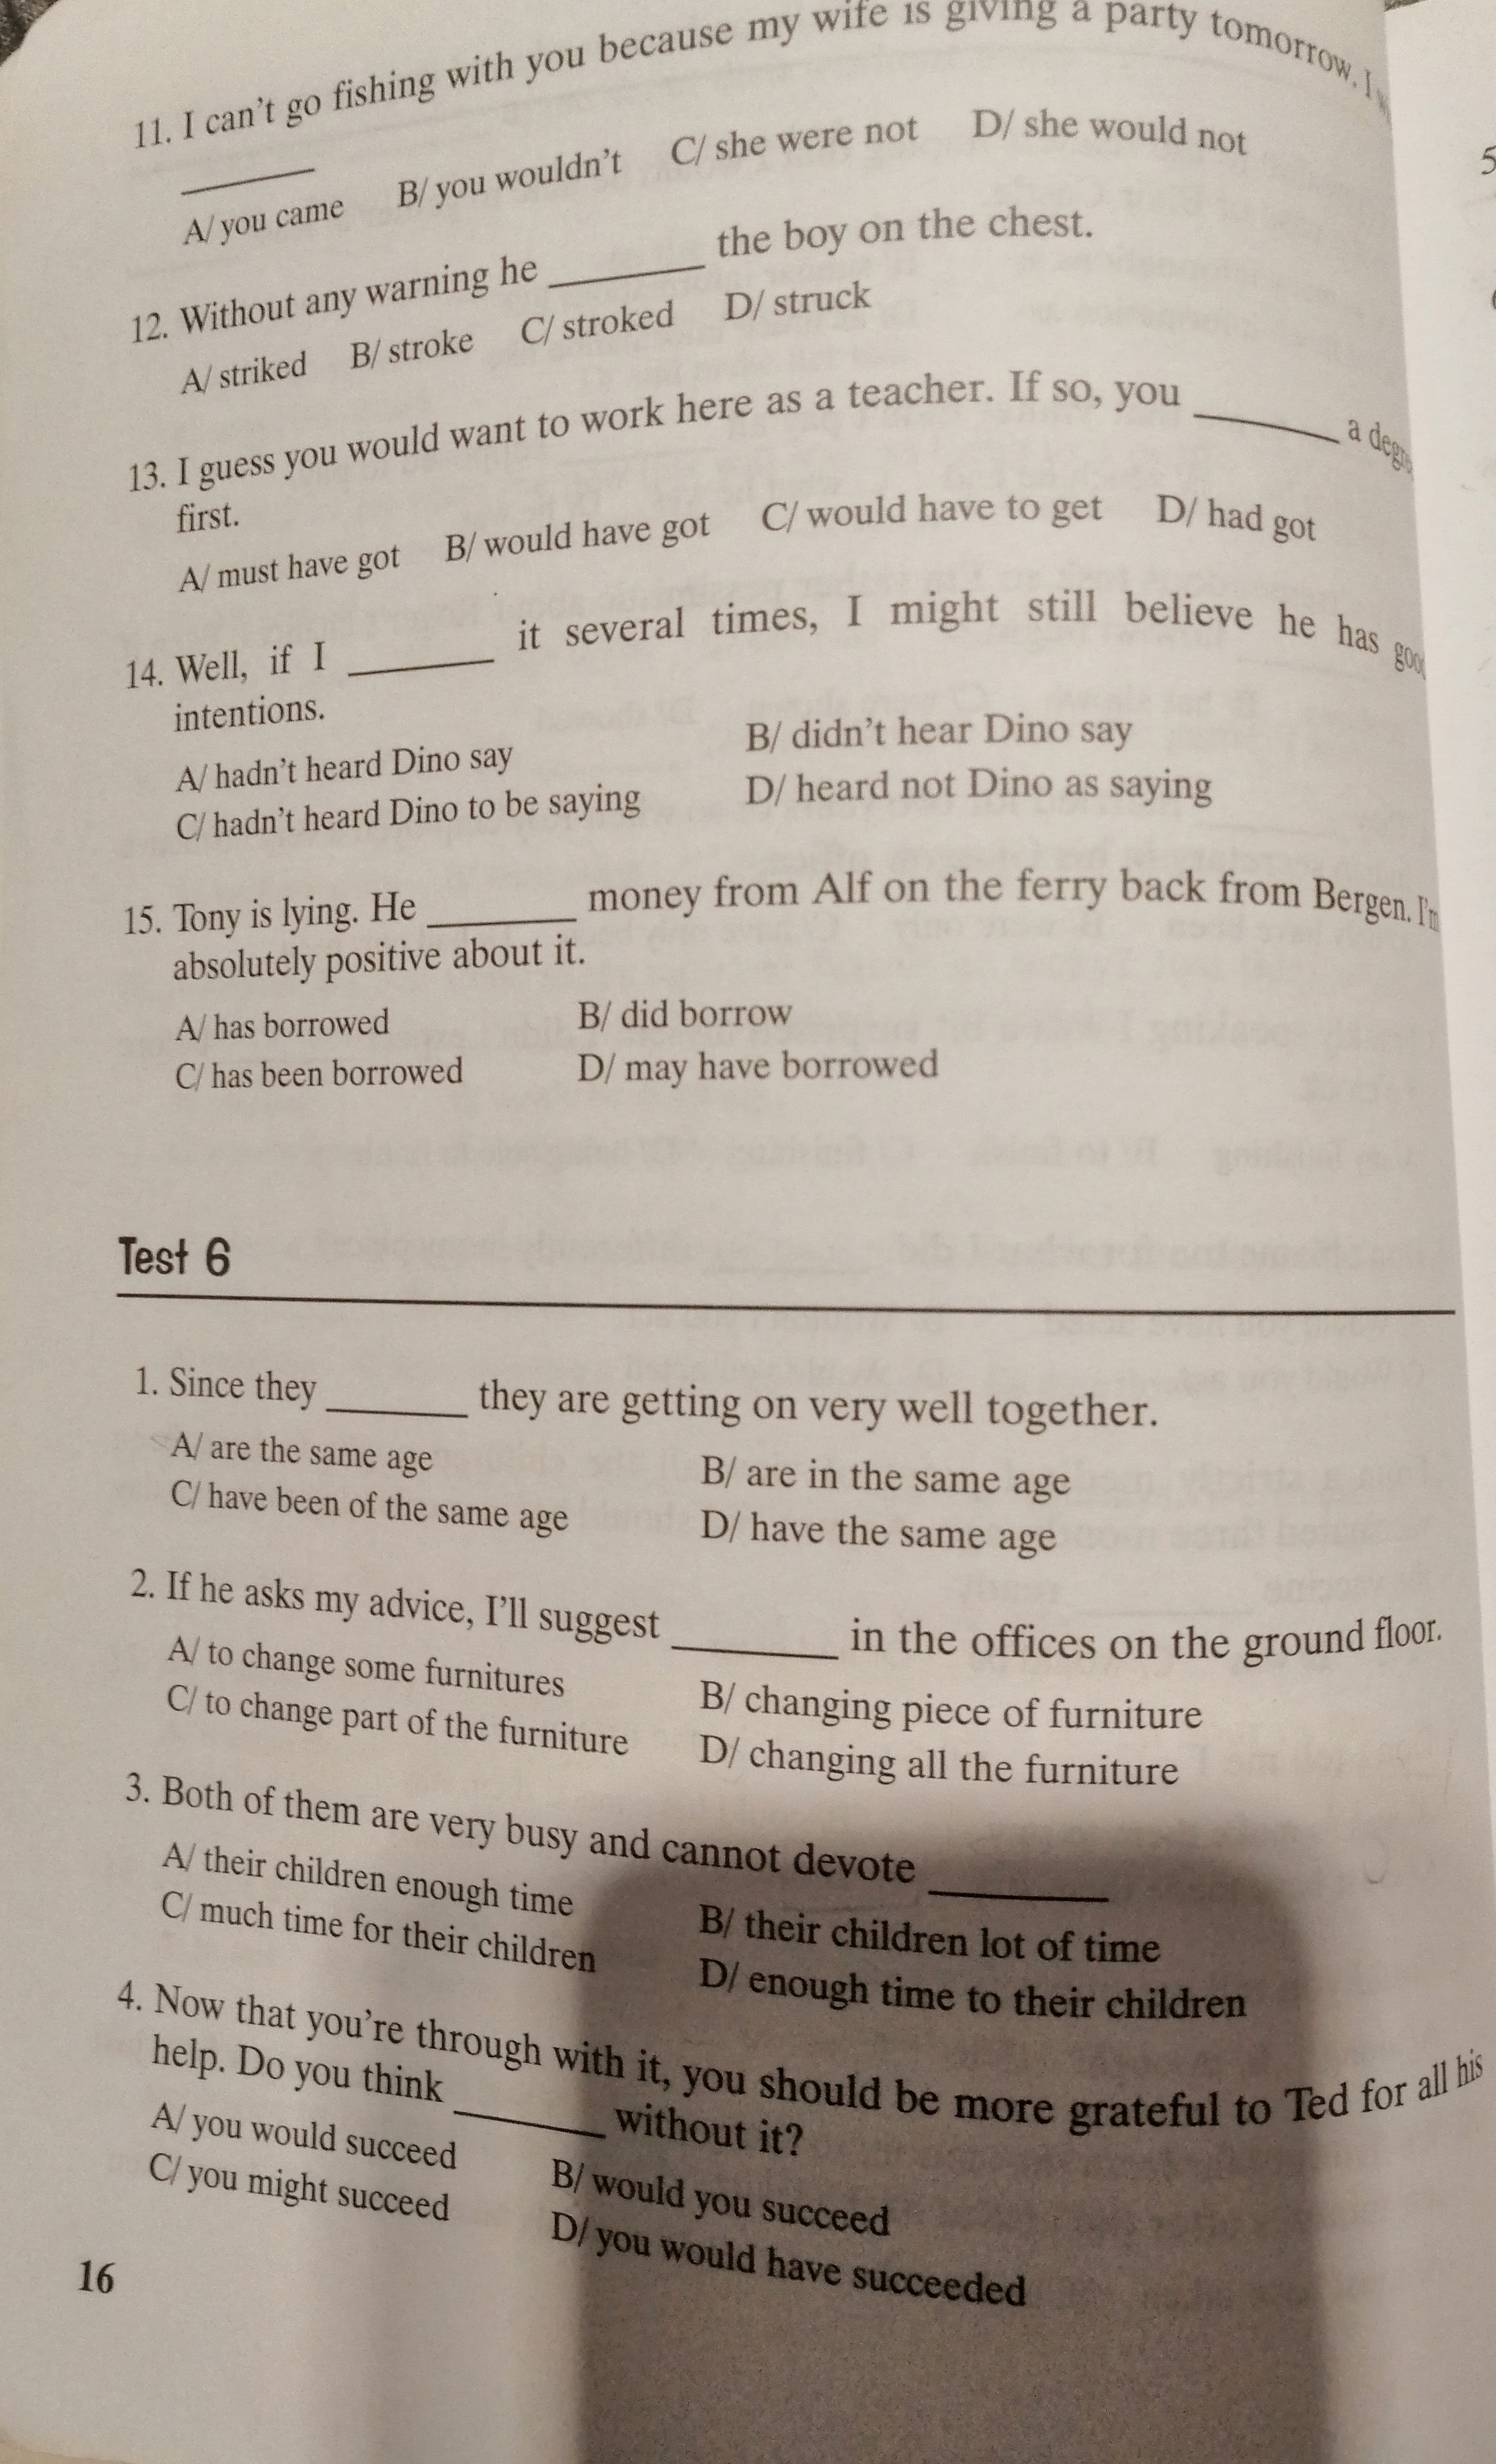 11. I can't go fishing with you because my wife is giving a party tomorrow. I
_______
A/ you came B/ you wouldn't C/ she were not D/ she would not
12. Without any warning he _______ the boy on the chest.
A/ striked B/ stroke C/ stroked D/ struck
13. I guess you would want to work here as a teacher. If so, you _______ a
first.
A/ must have got B/ would have got C/ would have to get D/ had got
14. Well, if I _______ it several times, I might still believe he has
intentions.
A/ hadn't heard Dino say B/ didn't hear Dino say
C/ hadn't heard Dino to be saying D/ heard not Dino as saying
15. Tony is lying. He _______ money from Alf on the ferry back from Bergen. I'm
absolutely positive about it.
A/ has borrowed B/ did borrow
C/ has been borrowed D/ may have borrowed
Test 6
1. Since they _______ they are getting on very well together.
A/ are the same age B/ are in the same age
C/ have been of the same age D/ have the same age
2. If he asks my advice, I'll suggest _______ in the offices on the ground floor.
A/ to change some furnitures B/ changing piece of furniture
C/ to change part of the furniture D/ changing all the furniture
3. Both of them are very busy and cannot devote _______
A/ their children enough time B/ their children lot of time
C/ much time for their children D/ enough time to their children
4. Now that you're through with it, you should be more grateful to Ted for all his
help. Do you think _______ without it?
A/ you would succeed B/ would you succeed
C/ you might succeed D/ you would have succeeded
16
5